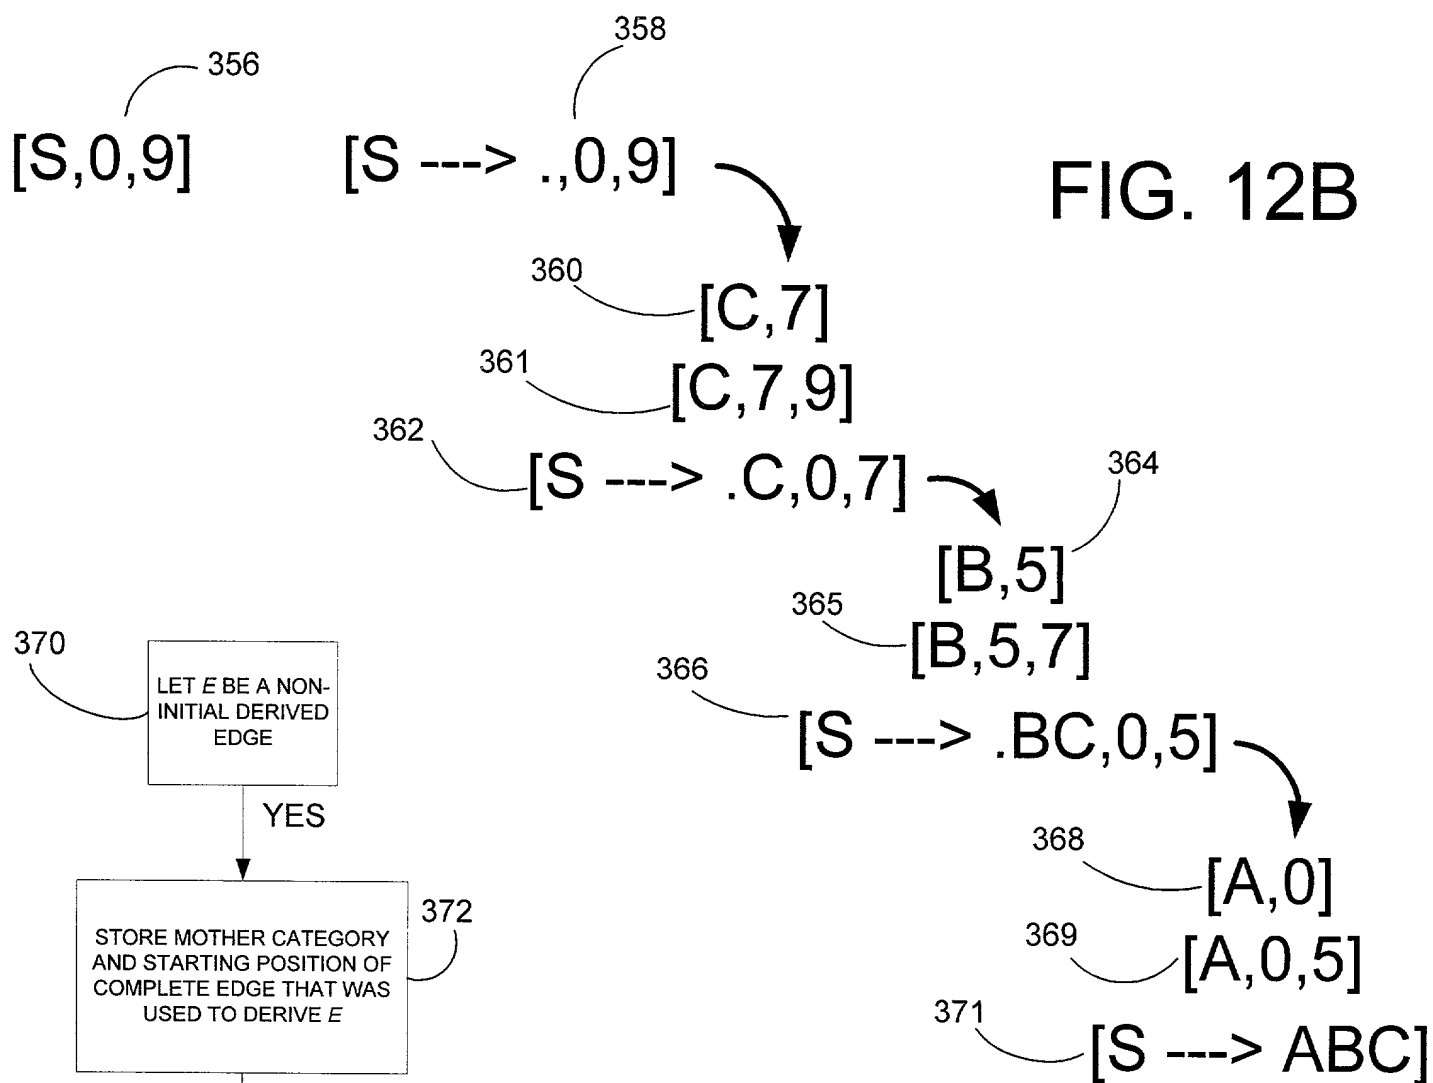 358
356
[S,0,9]
[S ---> .,0,9]
FIG. 12B
360
[C,7]
361
[C,7,9]
362
[S ---> .C,0,7]
364
[B,5]
365
[B,5,7]
366
[S ---> .BC,0,5]
370
LET E BE A NON-
INITIAL DERIVED
EDGE
YES
368
[A,0]
372
STORE MOTHER CATEGORY
AND STARTING POSITION OF
COMPLETE EDGE THAT WAS
USED TO DERIVE E
369
[A,0,5]
371
[S ---> ABC]